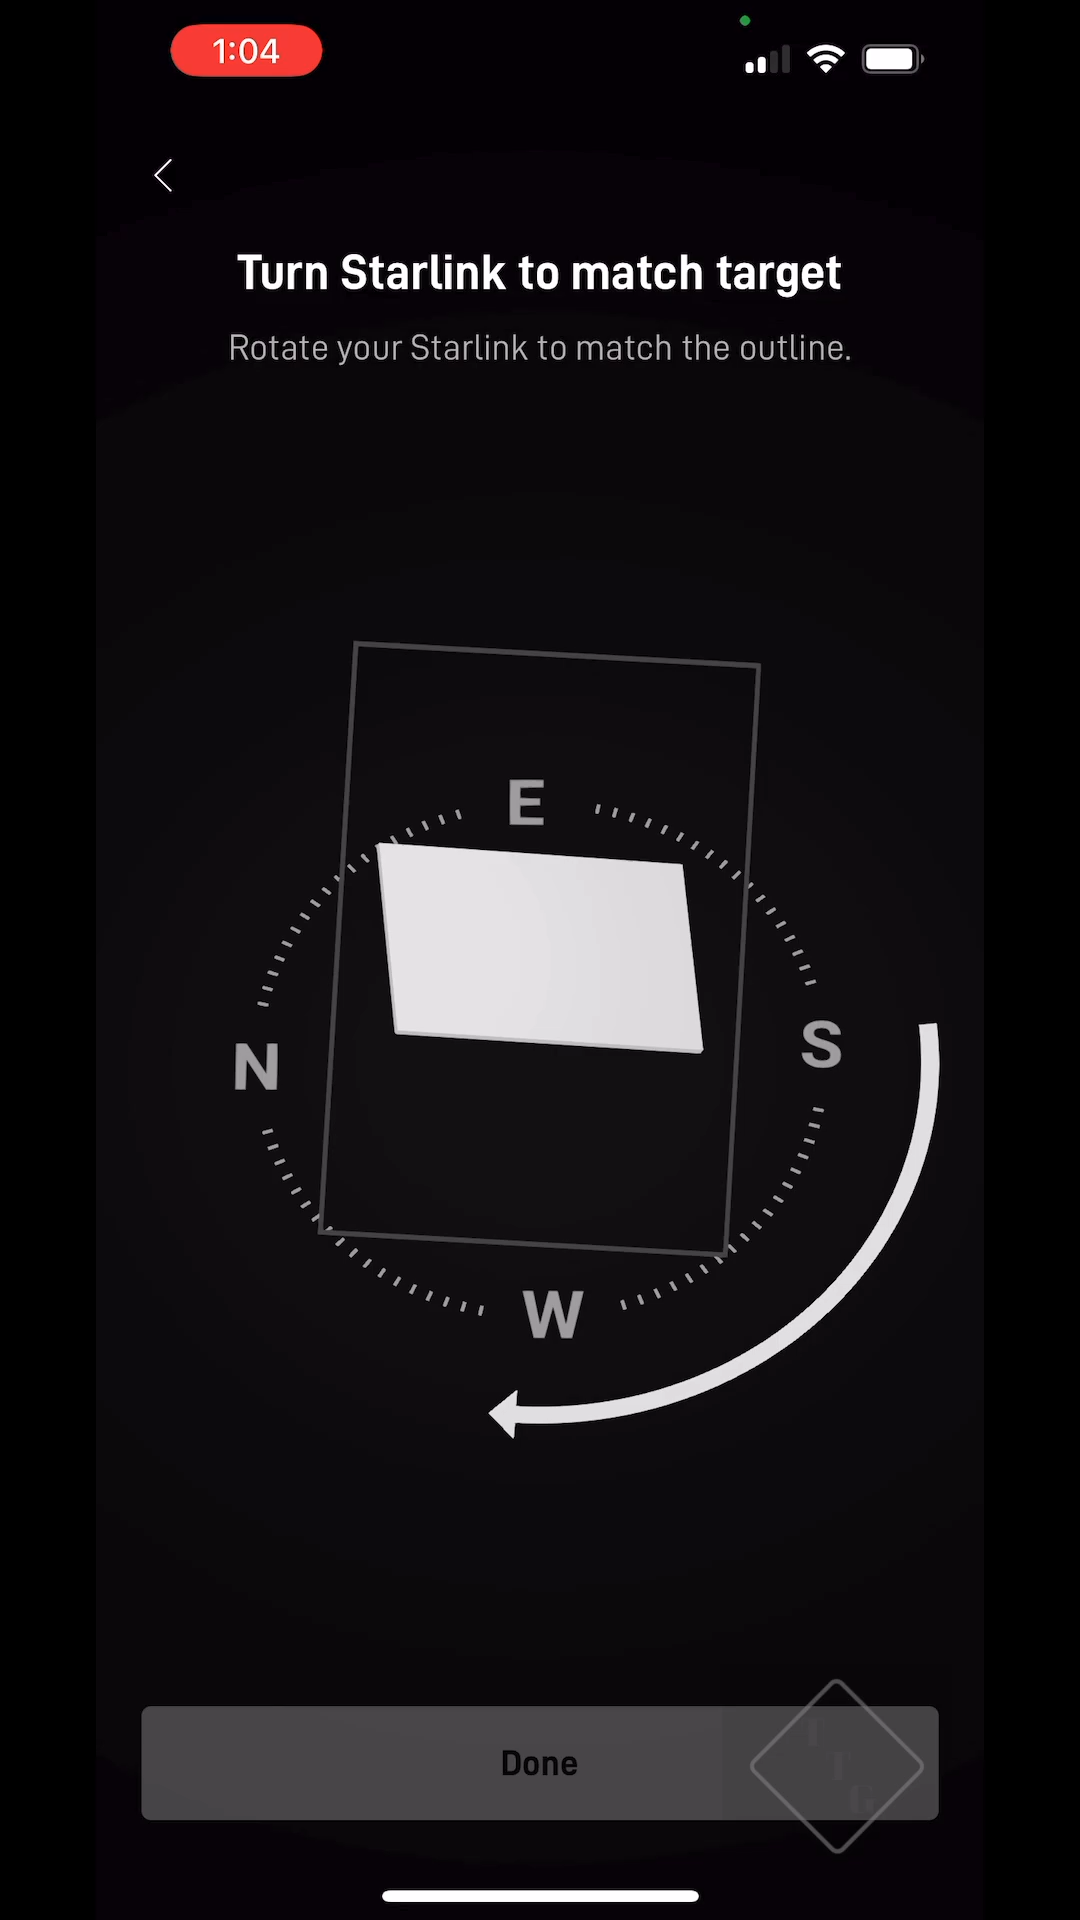 1:04
Turn Starlink to match target
Rotate your Starlink to match the outline.
E
N
S
W
Done